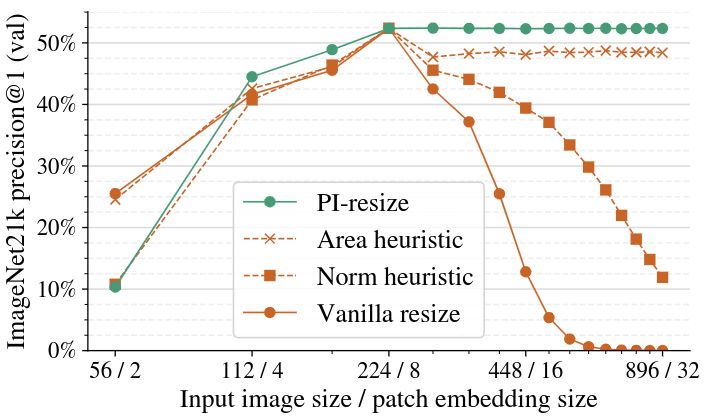 ImageNet21k precision@1 (val)
50%
40%
30%
20%
10%
0%
PI-resize
Area heuristic
Norm heuristic
Vanilla resize
56 / 2
112 / 4
224 / 8
448 / 16
896 / 32
Input image size / patch embedding size